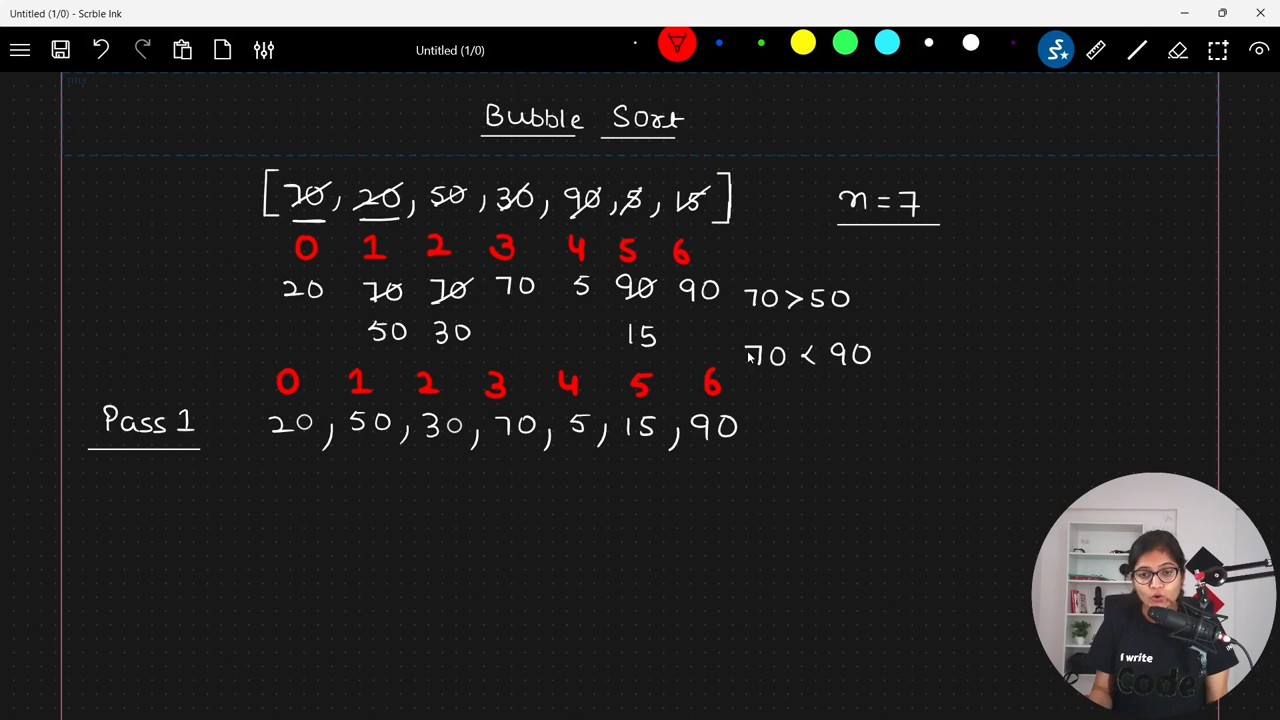 Untitled (1/0) - Scrble Ink
Untitled (1/0)
TITLE
Bubble Sort
[70, 20, 50, 30, 90, 5, 15]
n = 7
0 1 2 3 4 5 6
20 70 70 70 5 90 90
70 > 50
50 30 15
70 < 90
0 1 2 3 4 5 6
Pass 1 20, 50, 30, 70, 5, 15, 90
I write
Code